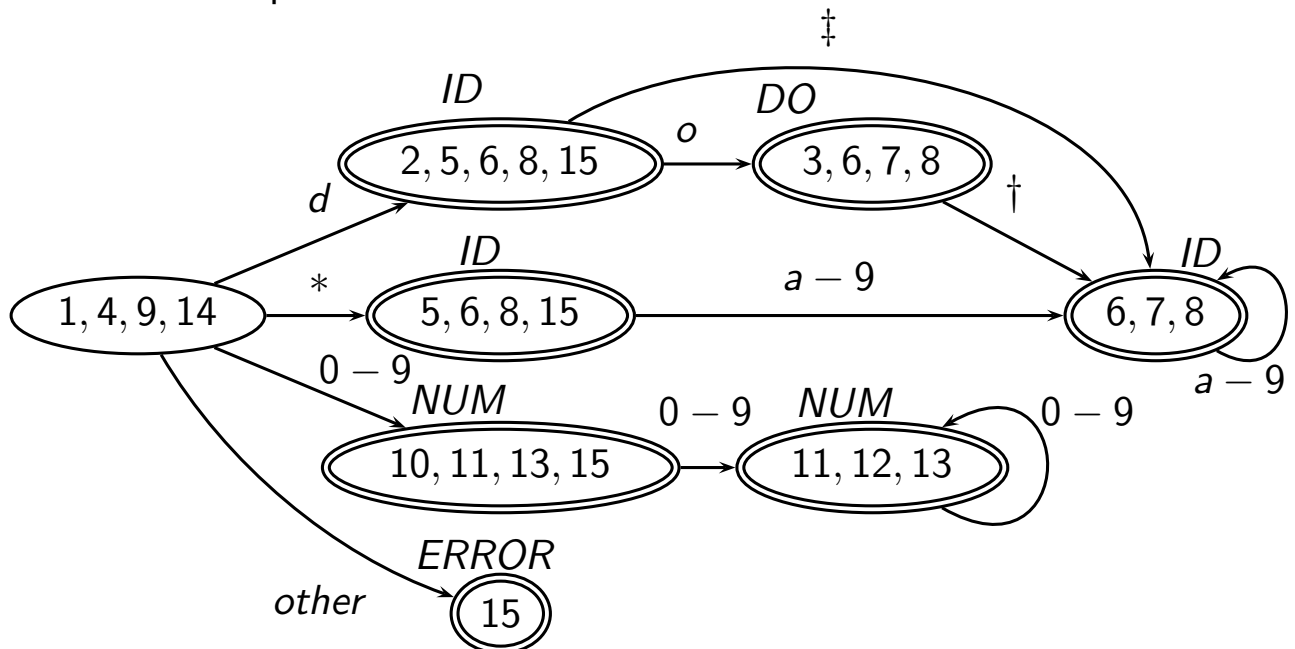 ‡
ID
DO
o
2, 5, 6, 8, 15
3, 6, 7, 8
d
†
ID
ID
∗
a − 9
1, 4, 9, 14
5, 6, 8, 15
6, 7, 8
0 − 9
a − 9
NUM
0 − 9
NUM
0 − 9
10, 11, 13, 15
11, 12, 13
ERROR
other
15